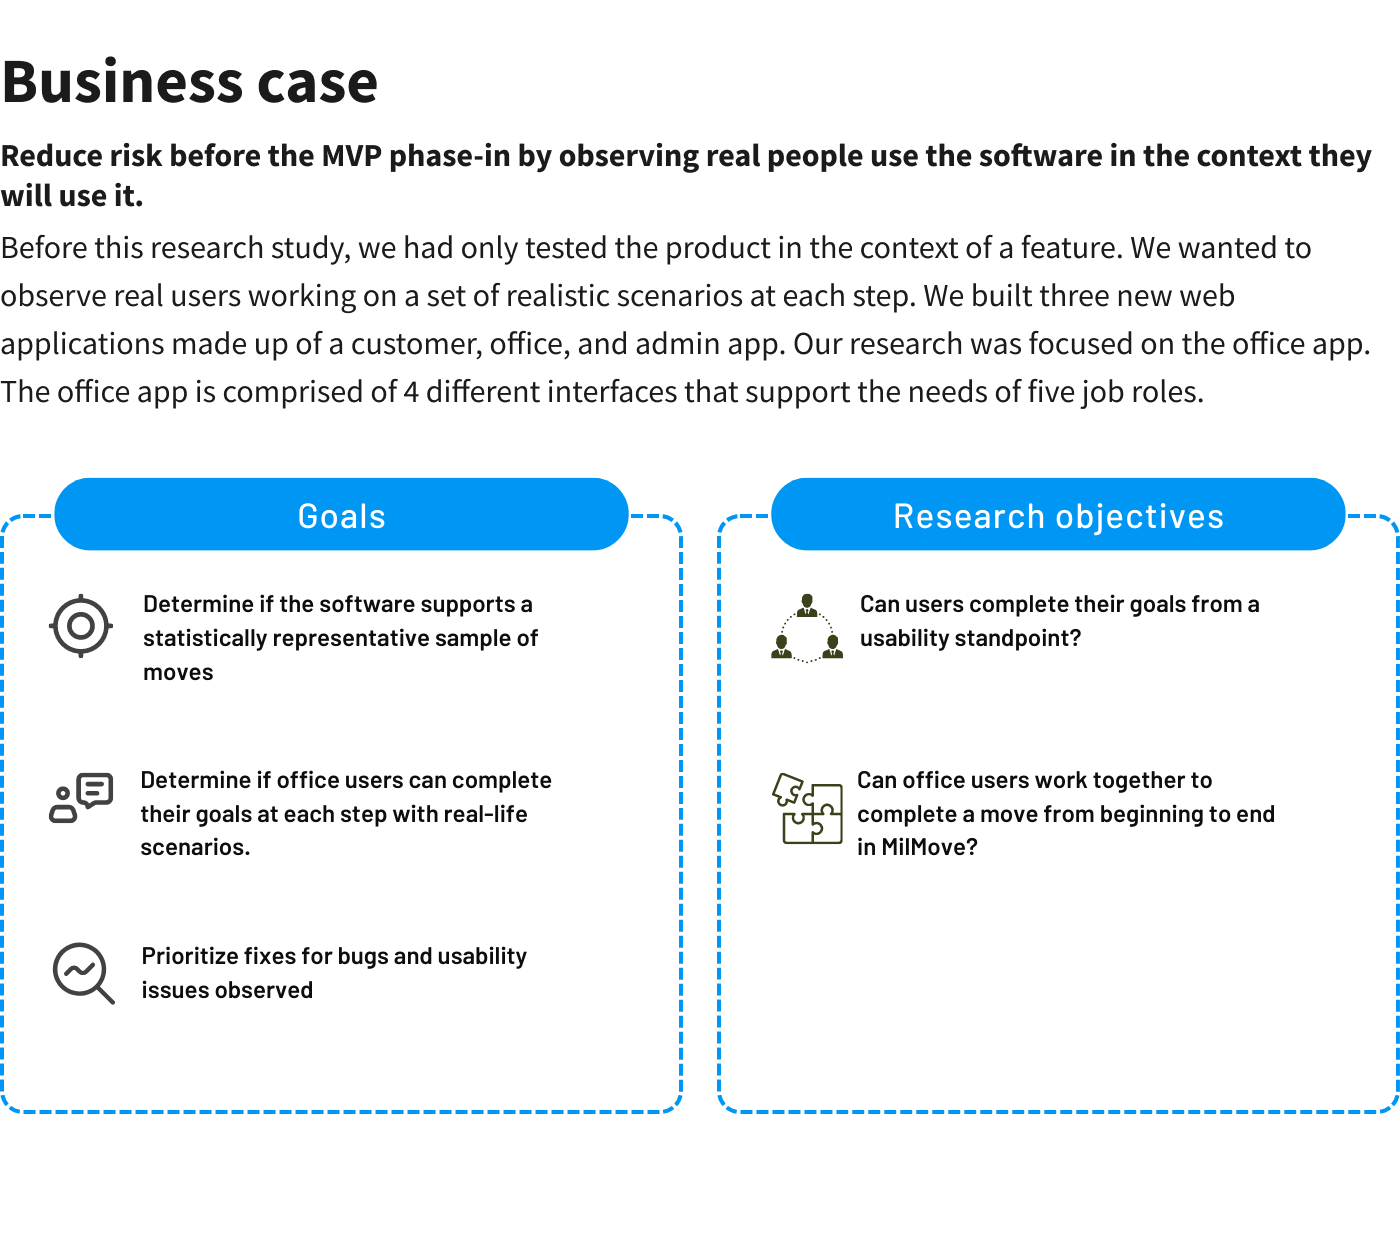 Business case
Reduce risk before the MVP phase-in by observing real people use the software in the context they
will use it.
Before this research study, we had only tested the product in the context of a feature. We wanted to
observe real users working on a set of realistic scenarios at each step. We built three new web
applications made up of a customer, office, and admin app. Our research was focused on the office app.
The office app is comprised of 4 different interfaces that support the needs of five job roles.
Goals
Determine if the software supports a
statistically representative sample of
moves
Determine if office users can complete
their goals at each step with real-life
scenarios.
Prioritize fixes for bugs and usability
issues observed
Research objectives
Can users complete their goals from a
usability standpoint?
Can office users work together to
complete a move from beginning to end
in MilMove?